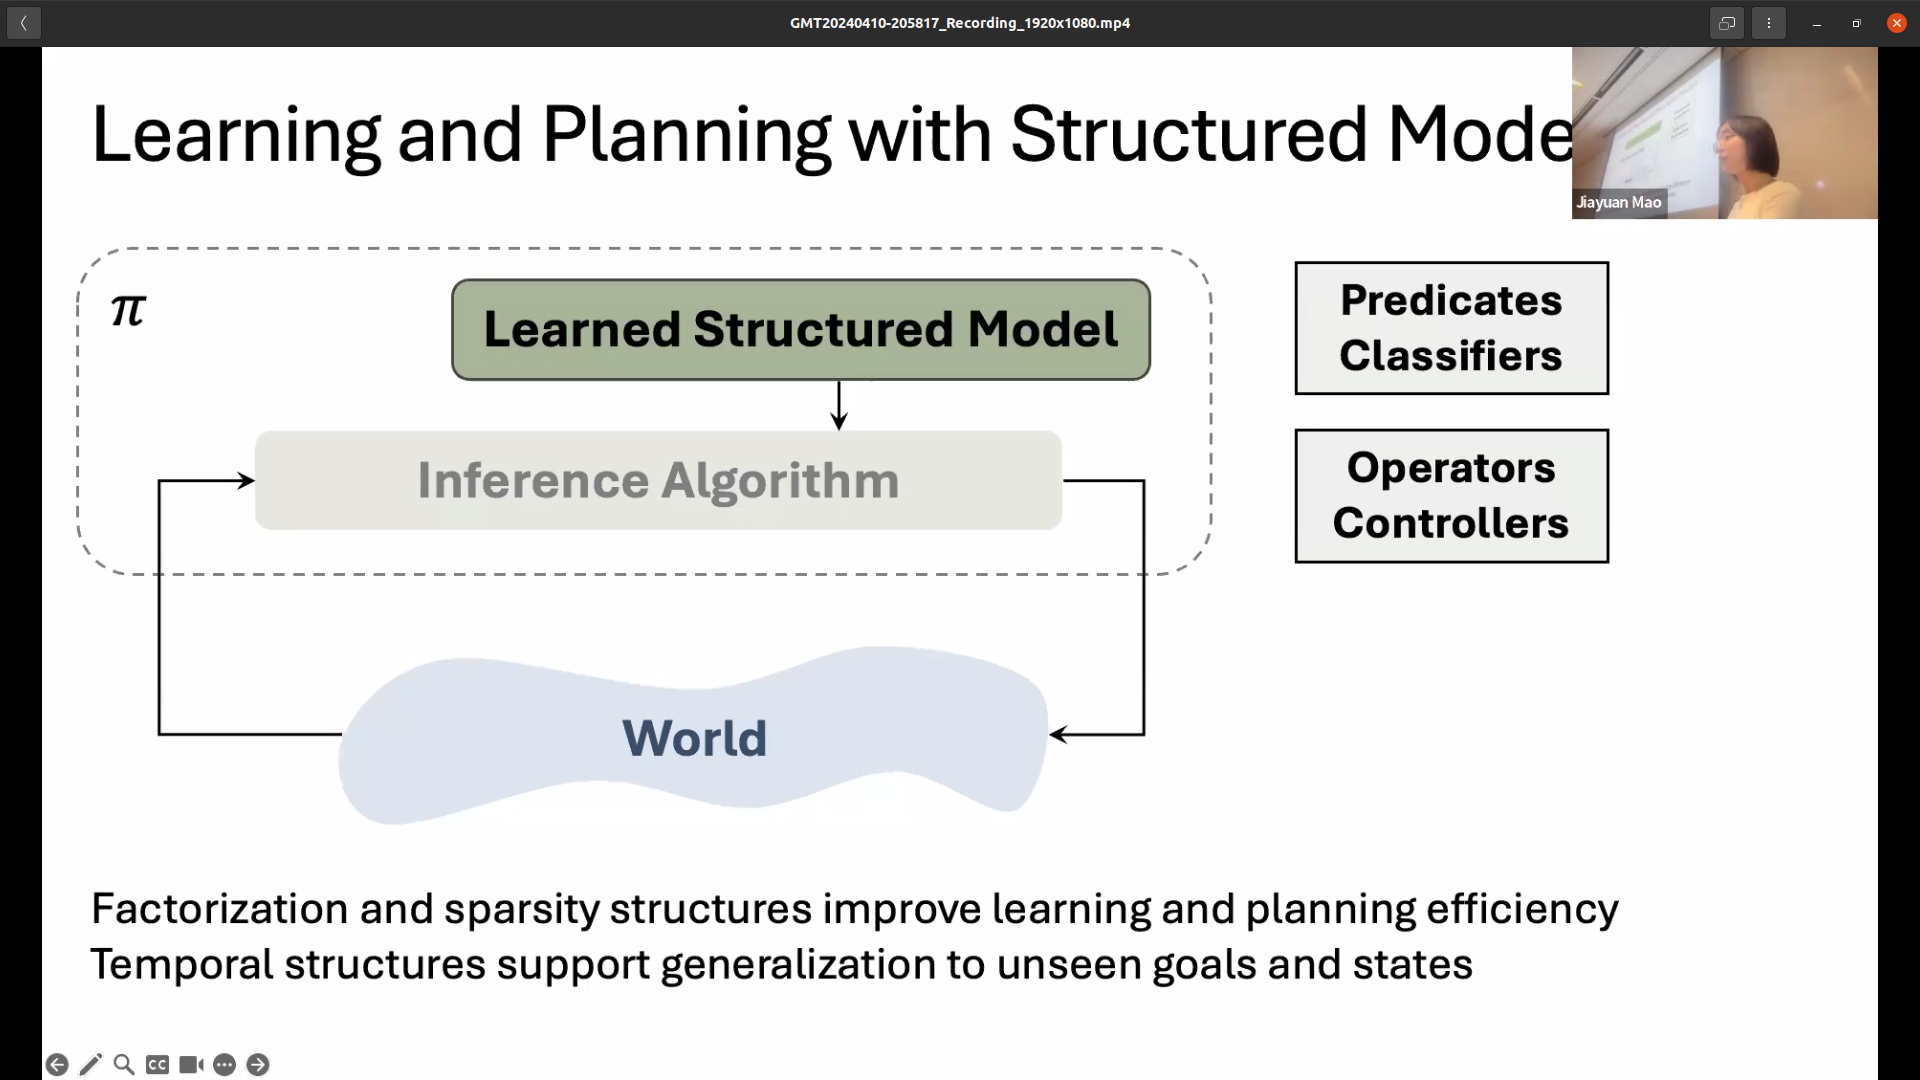 GMT20240410-205817_Recording_1920x1080.mp4
Learning and Planning with Structured Mode
Jiayuan Mao
π
Learned Structured Model
Inference Algorithm
World
Predicates
Classifiers
Operators
Controllers
Factorization and sparsity structures improve learning and planning efficiency
Temporal structures support generalization to unseen goals and states
CC